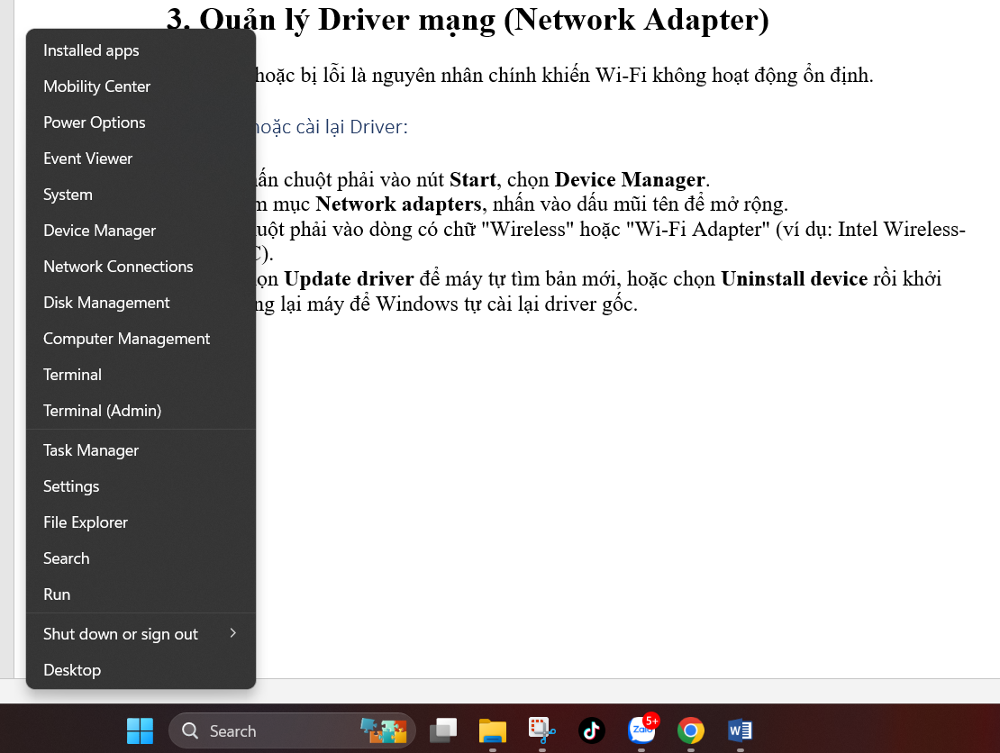 3. Quản lý Driver mạng (Network Adapter)
hoặc bị lỗi là nguyên nhân chính khiến Wi-Fi không hoạt động ổn định.
hoặc cài lại Driver:
ấn chuột phải vào nút Start, chọn Device Manager.
m mục Network adapters, nhấn vào dấu mũi tên để mở rộng.
uột phải vào dòng có chữ "Wireless" hoặc "Wi-Fi Adapter" (ví dụ: Intel Wireless-
C).
ọn Update driver để máy tự tìm bản mới, hoặc chọn Uninstall device rồi khởi
ng lại máy để Windows tự cài lại driver gốc.
Installed apps
Mobility Center
Power Options
Event Viewer
System
Device Manager
Network Connections
Disk Management
Computer Management
Terminal
Terminal (Admin)
Task Manager
Settings
File Explorer
Search
Run
Shut down or sign out
Desktop
Search
Zalo
5+
W